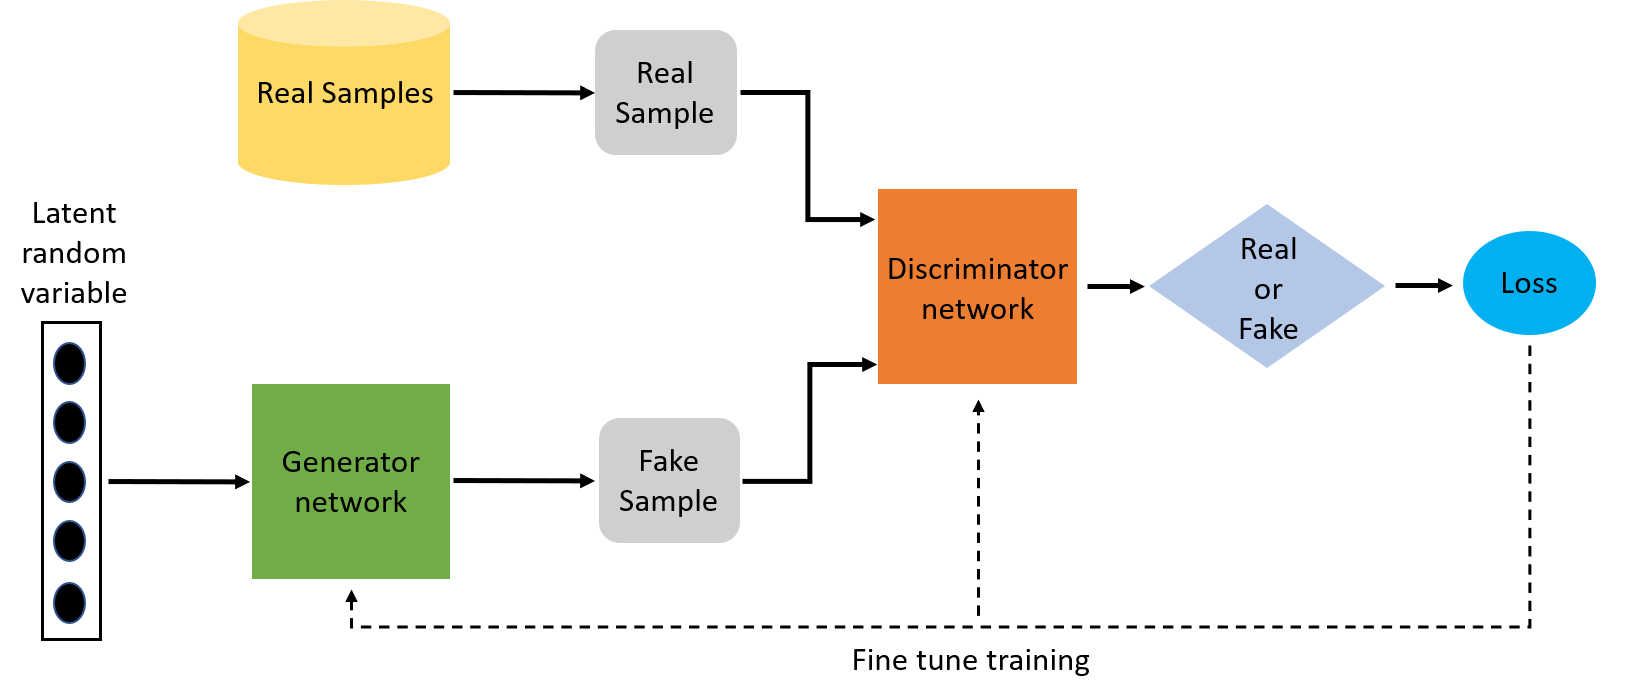 Real Samples
Real
Sample
Latent
random
variable
Discriminator
network
Real
or
Fake
Loss
Generator
network
Fake
Sample
Fine tune training